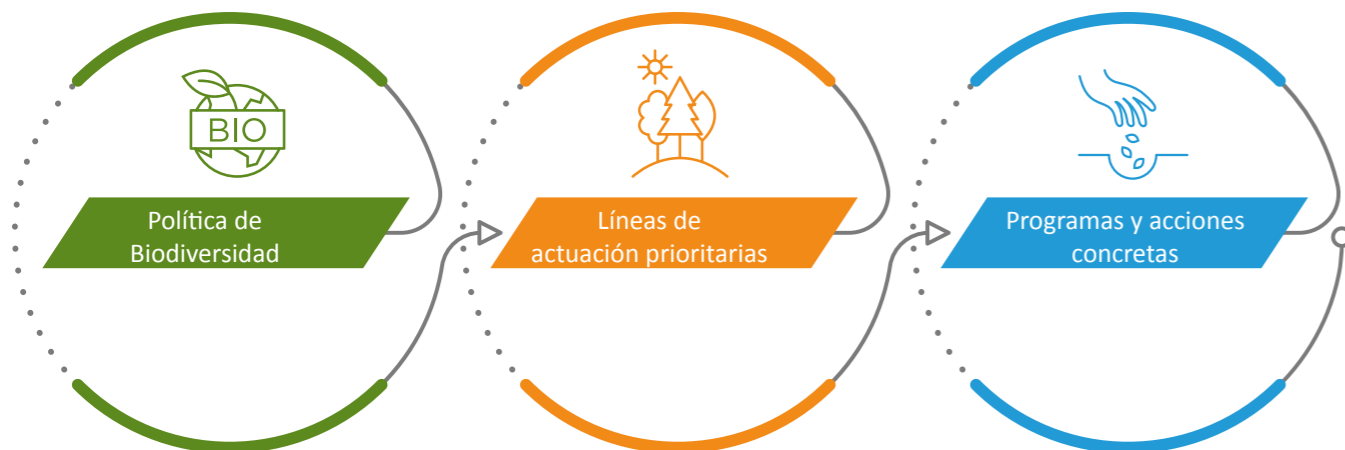 BIO
Política de
Biodiversidad
Líneas de
actuación prioritarias
Programas y acciones
concretas